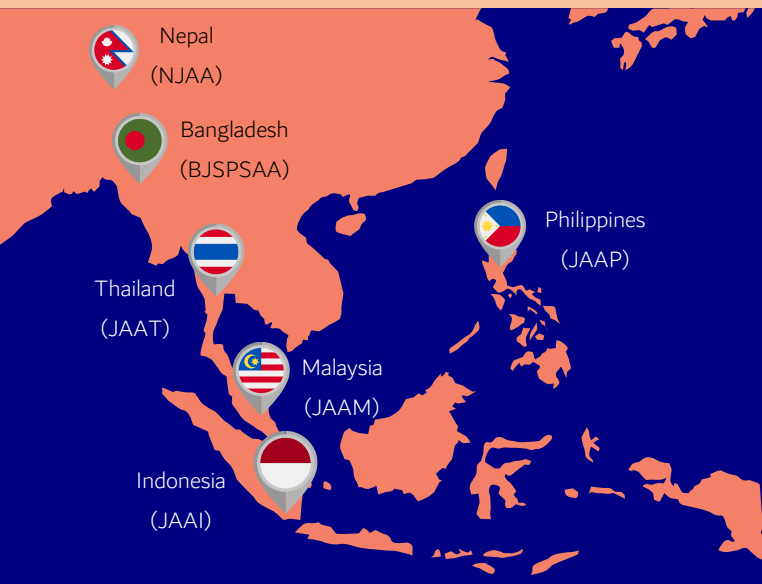 Nepal
(NJAA)
Bangladesh
(BJSPSAA)
Philippines
(JAAP)
Thailand
(JAAT)
Malaysia
(JAAM)
Indonesia
(JAAI)